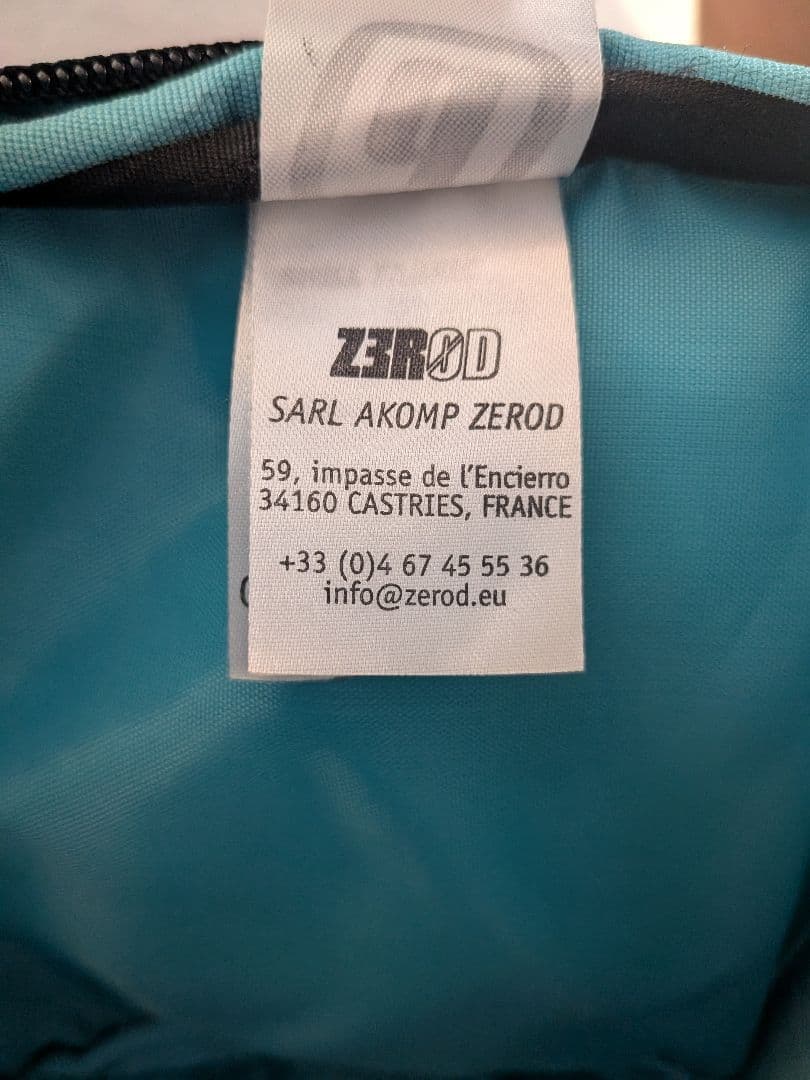 Z3R0D
SARL AKOMP ZEROD
59, impasse de l'Encierro
34160 CASTRIES, FRANCE
+33 (0)4 67 45 55 36
info@zerod.eu